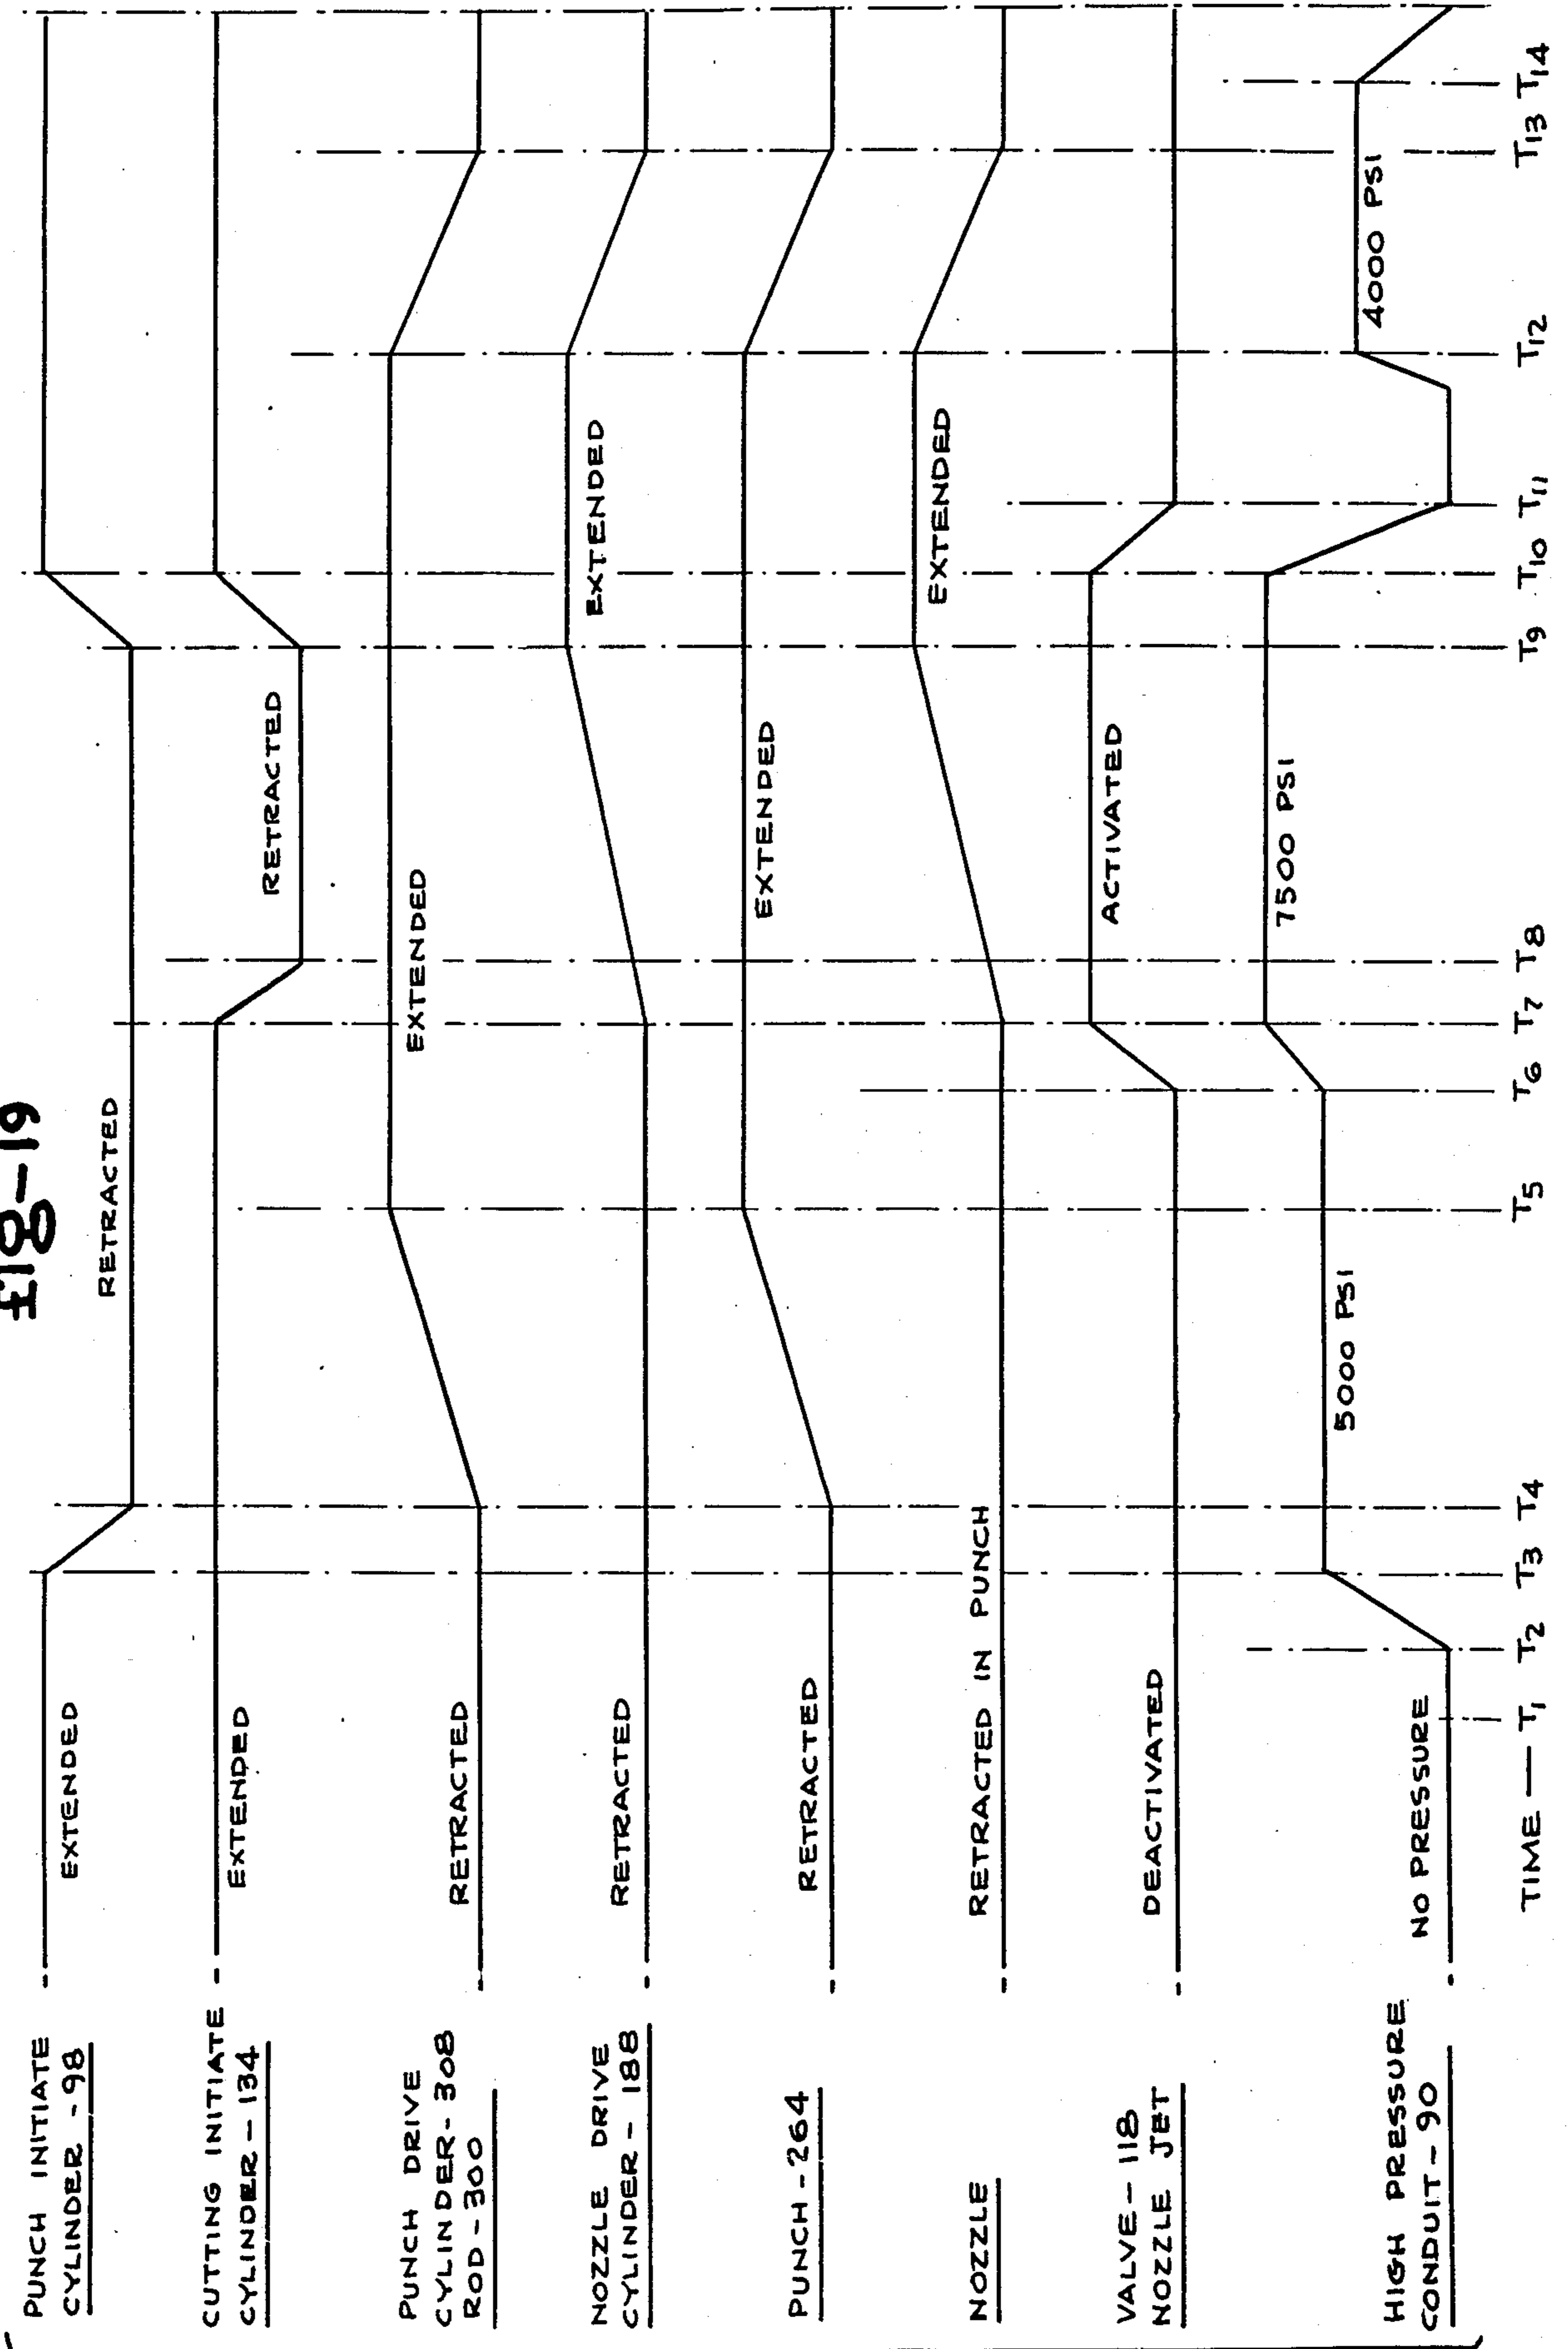 Fig-19
PUNCH INITIATE
CYLINDER - 98
EXTENDED
RETRACTED
CUTTING INITIATE
CYLINDER - 134
EXTENDED
RETRACTED
PUNCH DRIVE
CYLINDER - 308
ROD - 300
RETRACTED
EXTENDED
NOZZLE DRIVE
CYLINDER - 188
RETRACTED
EXTENDED
PUNCH - 264
RETRACTED
EXTENDED
NOZZLE
RETRACTED IN PUNCH
EXTENDED
VALVE - 118
NOZZLE JET
DEACTIVATED
ACTIVATED
HIGH PRESSURE
CONDUIT - 90
NO PRESSURE
5000 PSI
7500 PSI
4000 PSI
TIME — T1 T2 T3 T4 T5 T6 T7 T8 T9 T10 T11 T12 T13 T14